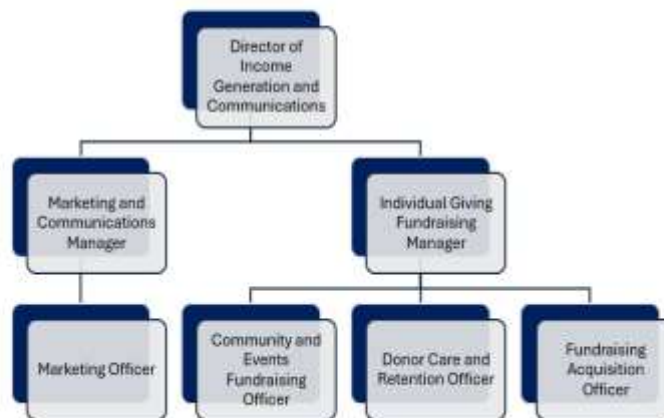 Director of
Income
Generation and
Communications
Marketing and
Communications
Manager
Individual Giving
Fundraising
Manager
Marketing Officer
Community and
Events
Fundraising
Officer
Donor Care and
Retention Officer
Fundraising
Acquisition
Officer